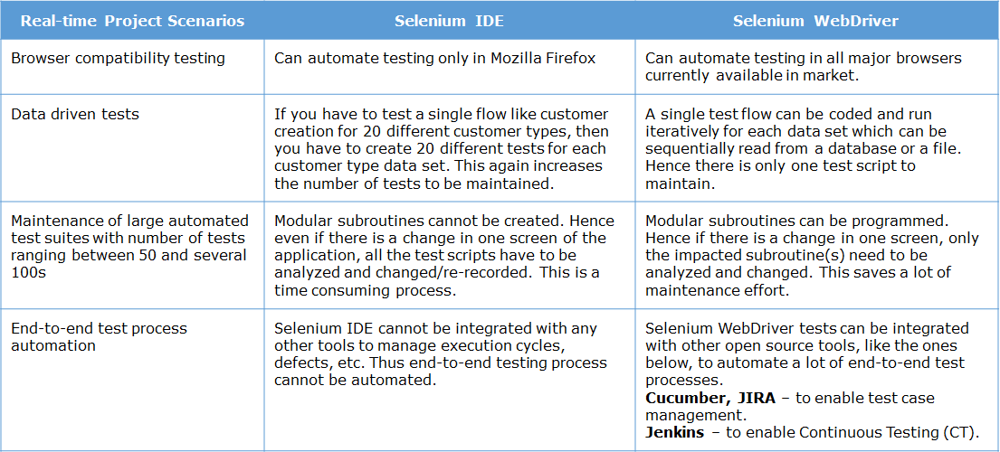 Real-time Project Scenarios
Selenium IDE
Selenium WebDriver
Browser compatibility testing
Can automate testing only in Mozilla Firefox
Can automate testing in all major browsers
currently available in market.
Data driven tests
If you have to test a single flow like customer
creation for 20 different customer types, then
you have to create 20 different tests for each
customer type data set. This again increases
the number of tests to be maintained.
A single test flow can be coded and run
iteratively for each data set which can be
sequentially read from a database or a file.
Hence there is only one test script to
maintain.
Maintenance of large automated
test suites with number of tests
ranging between 50 and several
100s
Modular subroutines cannot be created. Hence
even if there is a change in one screen of the
application, all the test scripts have to be
analyzed and changed/re-recorded. This is a
time consuming process.
Modular subroutines can be programmed.
Hence if there is a change in one screen, only
the impacted subroutine(s) need to be
analyzed and changed. This saves a lot of
maintenance effort.
End-to-end test process
automation
Selenium IDE cannot be integrated with any
other tools to manage execution cycles,
defects, etc. Thus end-to-end testing process
cannot be automated.
Selenium WebDriver tests can be integrated
with other open source tools, like the ones
below, to automate a lot of end-to-end test
processes.
Cucumber, JIRA – to enable test case
management.
Jenkins – to enable Continuous Testing (CT).